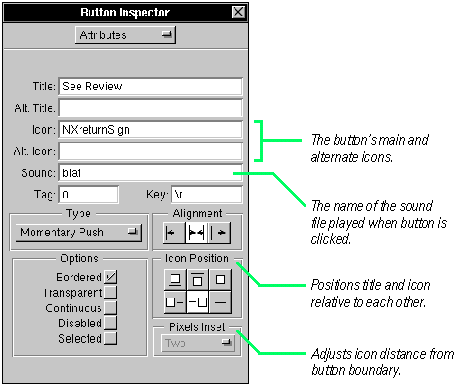 Button Inspector
Attributes
Title: See Review
Alt. Title:
Icon: NXreturnSign
Alt. Icon:
Sound: blat
Tag: 0 Key: \r
Type
Momentary Push
Alignment
Options
Bordered
Transparent
Continuous
Disabled
Selected
Icon Position
Pixels Inset
Two
The button's main and
alternate icons.
The name of the sound
file played when button is
clicked.
Positions title and icon
relative to each other.
Adjusts icon distance from
button boundary.